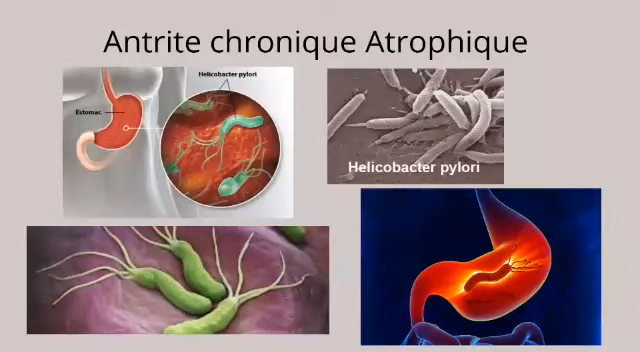 Antrite chronique Atrophique
Helicobacter pylori
Estomac
Helicobacter pylori